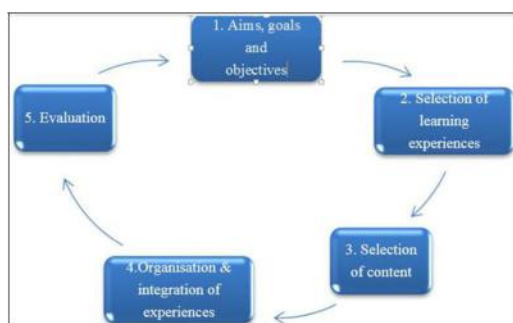 1. Aims, goals
and
objectives
2. Selection of
learning
experiences
3. Selection
of content
4.Organisation &
integration of
experiences
5. Evaluation